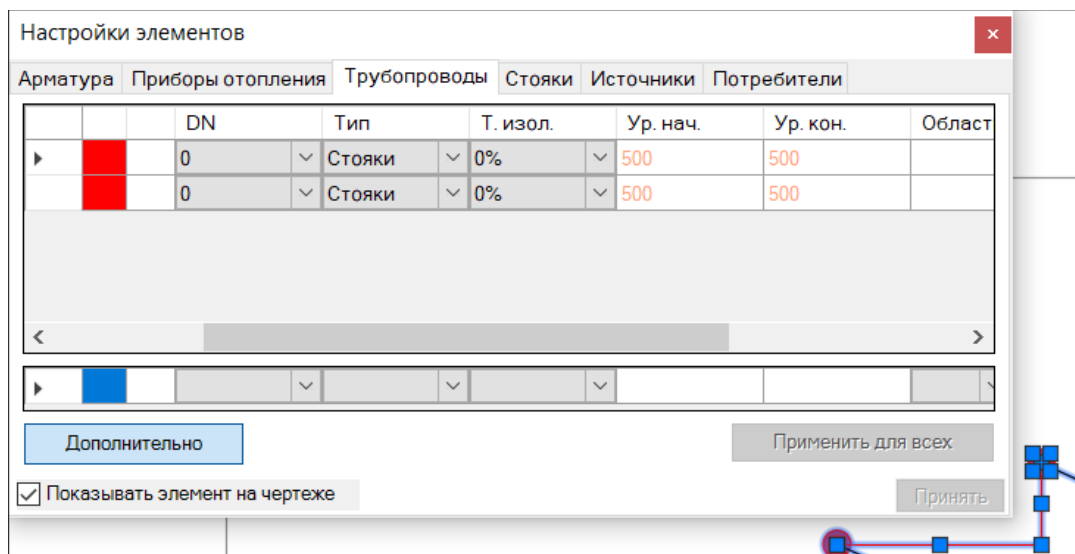 Настройки элементов
Арматура Приборы отопления Трубопроводы Стояки Источники Потребители
DN Тип Т. изол. Ур. нач. Ур. кон. Област
0 Стояки 0% 500 500
0 Стояки 0% 500 500
Дополнительно Применить для всех
Показывать элемент на чертеже Принять